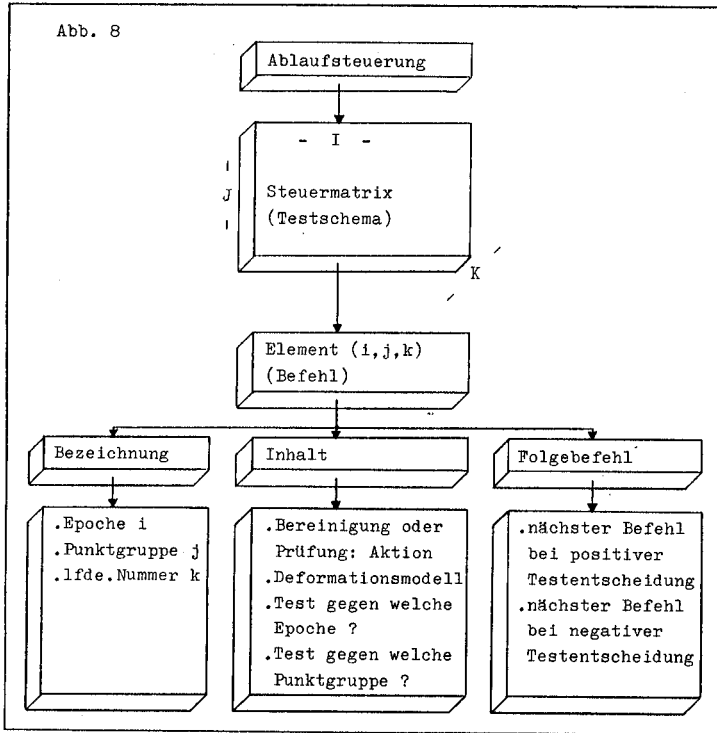 Abb. 8
Ablaufsteuerung
- I -
J
Steuermatrix
(Testschema)
K
Element (i,j,k)
(Befehl)
Bezeichnung
Inhalt
Folgebefehl
.Epoche i
.Punktgruppe j
.lfde.Nummer k
.Bereinigung oder
Prüfung: Aktion
.Deformationsmodell
.Test gegen welche
Epoche ?
.Test gegen welche
Punktgruppe ?
.nächster Befehl
bei positiver
Testentscheidung
.nächster Befehl
bei negativer
Testentscheidung